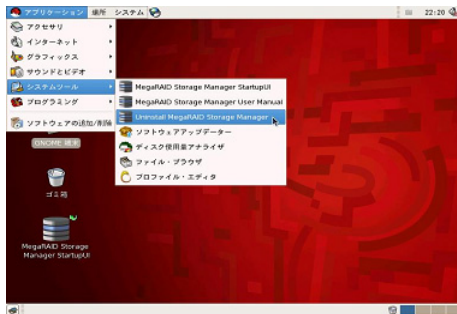 アプリケーション 場所 システム 22:20
アクセサリ
インターネット
グラフィックス
サウンドとビデオ
システムツール
プログラミング
ソフトウェアの追加/削除
MegaRAID Storage Manager StartupUI
MegaRAID Storage Manager User Manual
Uninstall MegaRAID Storage Manager
ソフトウェアアップデーター
ディスク使用量アナライザ
ファイル・ブラウザ
プロファイル・エディタ
GNOME 端末
ゴミ箱
MegaRAID Storage
Manager StartupUI